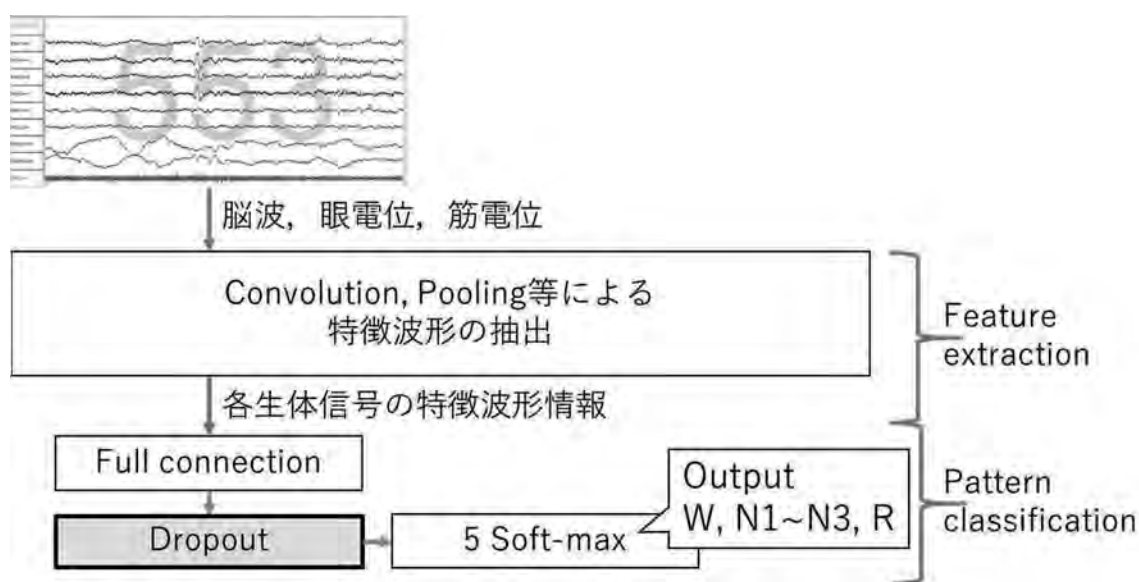 553
脳波，眼電位，筋電位
Convolution, Pooling等による
特徴波形の抽出
Feature
extraction
各生体信号の特徴波形情報
Full connection
Dropout
5 Soft-max
Output
W, N1~N3, R
Pattern
classification